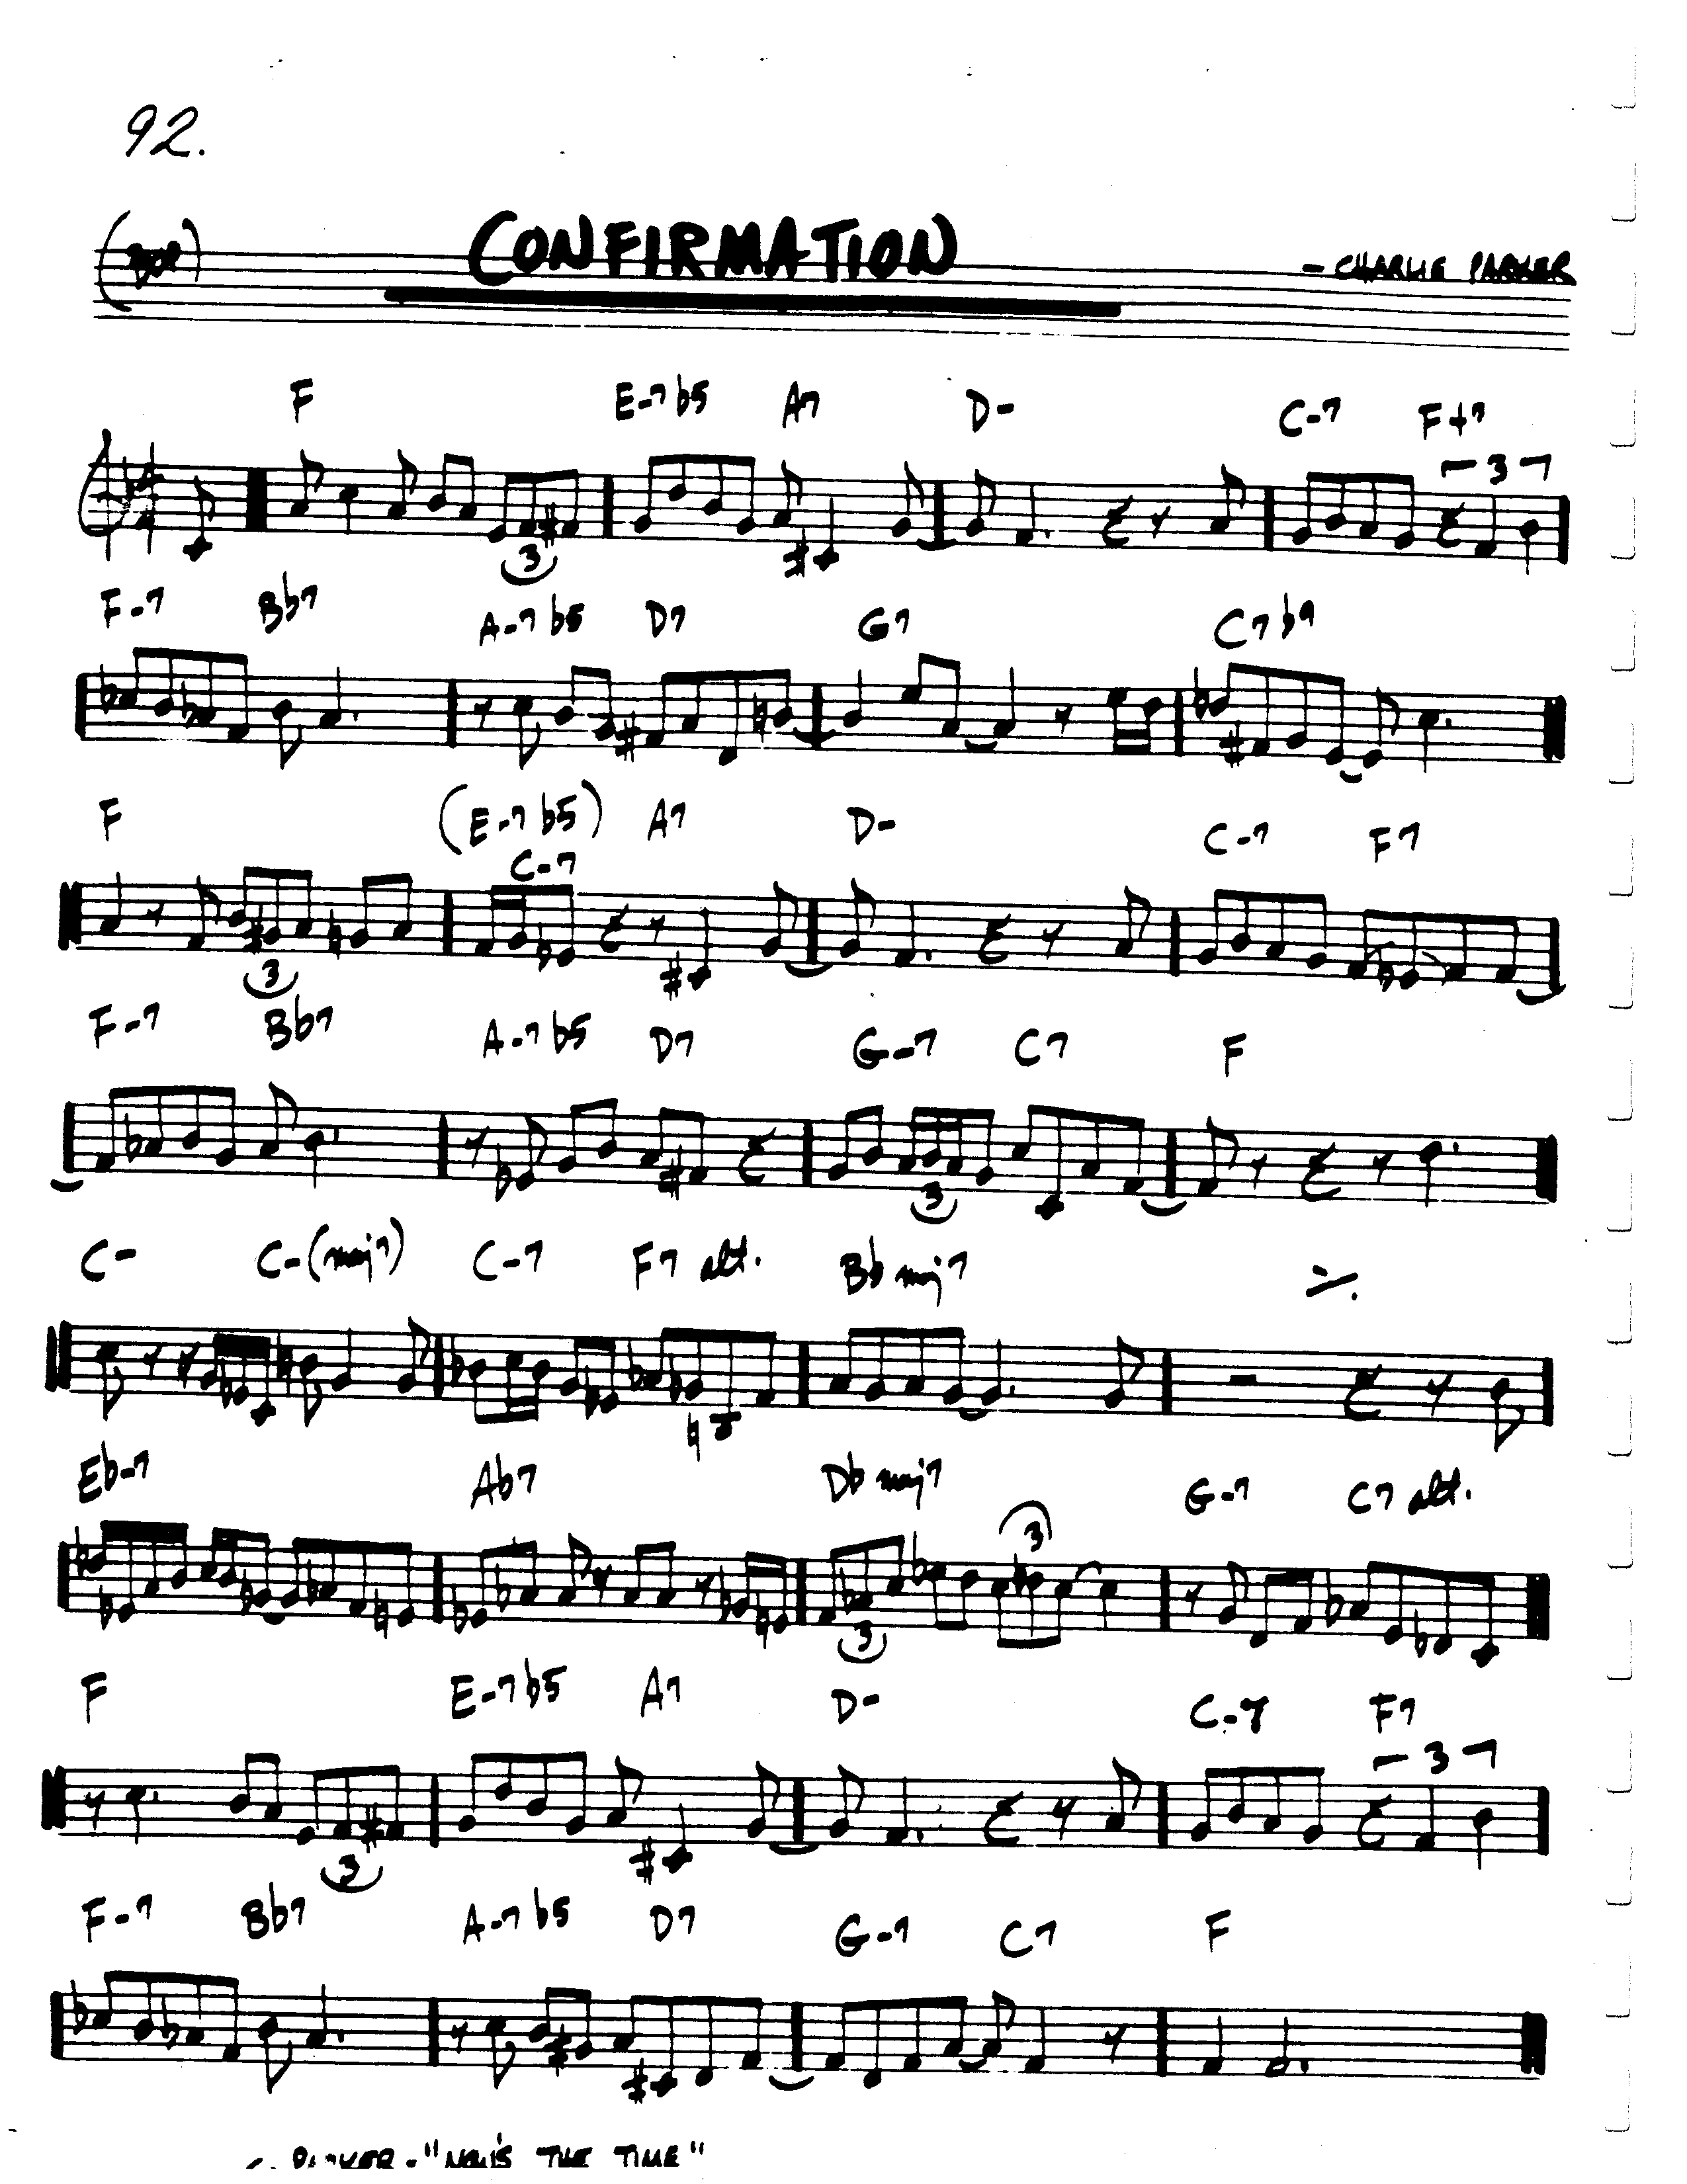 92.
(BOP) CONFIRMATION - CHARLIE PARKER
F E-7b5 A7 D- C-7 F+7
3
3
F-7 Bb7 A-7b5 D7 G7 C7b9
F (E-7b5) A7 D- C-7 F7
C-7
3
F-7 Bb7 A-7b5 D7 G-7 C7 F
3
C- C-(maj7) C-7 F7 alt. Bb maj7
Eb-7 Ab7 Db maj7 G-7 C7 alt.
3
3
F E-7b5 A7 D- C-7 F7
3
3
F-7 Bb7 A-7b5 D7 G-7 C7 F
C. PARKER - "NOW'S THE TIME"